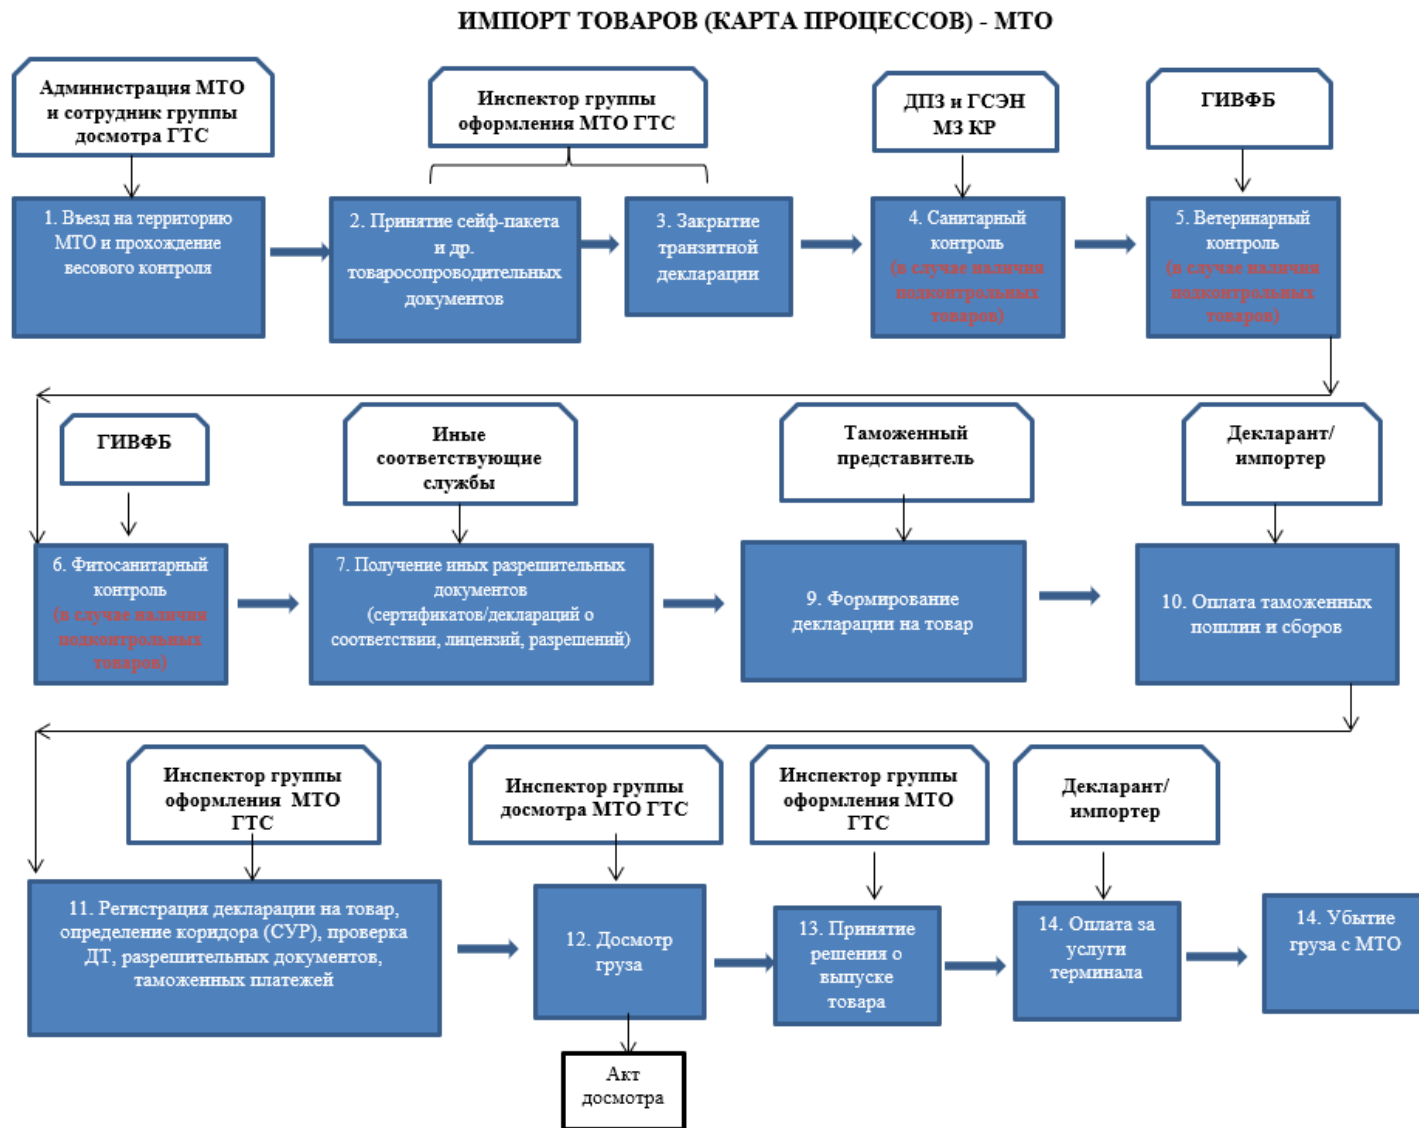 ИМПОРТ ТОВАРОВ (КАРТА ПРОЦЕССОВ) - МТО
Администрация МТО
и сотрудник группы
досмотра ГТС
Инспектор группы
оформления МТО ГТС
ДПЗ и ГСЭН
МЗ КР
ГИВФБ
1. Въезд на территорию
МТО и прохождение
весового контроля
2. Принятие сейф-пакета
и др.
товаросопроводительных
документов
3. Закрытие
транзитной
декларации
4. Санитарный
контроль
(в случае наличия
подконтрольных
товаров)
5. Ветеринарный
контроль
(в случае наличия
подконтрольных
товаров)
ГИВФБ
Иные
соответствующие
службы
Таможенный
представитель
Декларант/
импортер
6. Фитосанитарный
контроль
(в случае наличия
подконтрольных
товаров)
7. Получение иных разрешительных
документов
(сертификатов/деклараций о
соответствии, лицензий, разрешений)
9. Формирование
декларации на товар
10. Оплата таможенных
пошлин и сборов
Инспектор группы
оформления МТО
ГТС
Инспектор группы
досмотра МТО ГТС
Инспектор группы
оформления МТО
ГТС
Декларант/
импортер
11. Регистрация декларации на товар,
определение коридора (СУР), проверка
ДТ, разрешительных документов,
таможенных платежей
12. Досмотр
груза
13. Принятие
решения о
выпуске
товара
14. Оплата за
услуги
терминала
14. Убытие
груза с МТО
Акт
досмотра